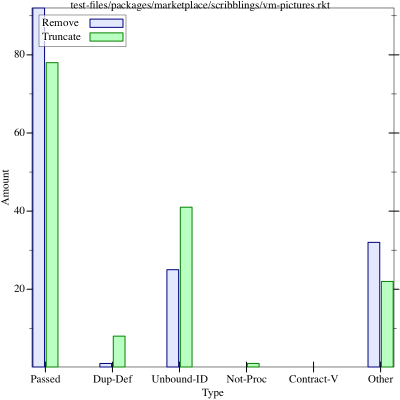 test-files/packages/marketplace/scribblings/vm-pictures.rkt
Remove
Truncate
80
60
40
20
Amount
Passed Dup-Def Unbound-ID Not-Proc Contract-V Other
Type